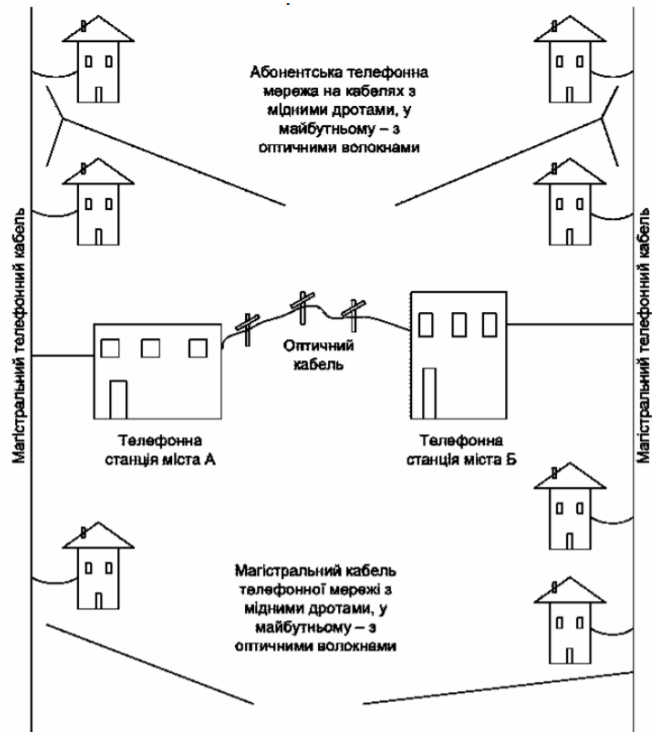 Абонентська телефонна
мережа на кабелях з
мідними дротами, у
майбутньому – з
оптичними волокнами
Магістральний телефонний кабель
Магістральний телефонний кабель
Оптичний
кабель
Телефонна
станція міста А
Телефонна
станція міста Б
Магістральний кабель
телефонної мережі з
мідними дротами, у
майбутньому – з
оптичними волокнами